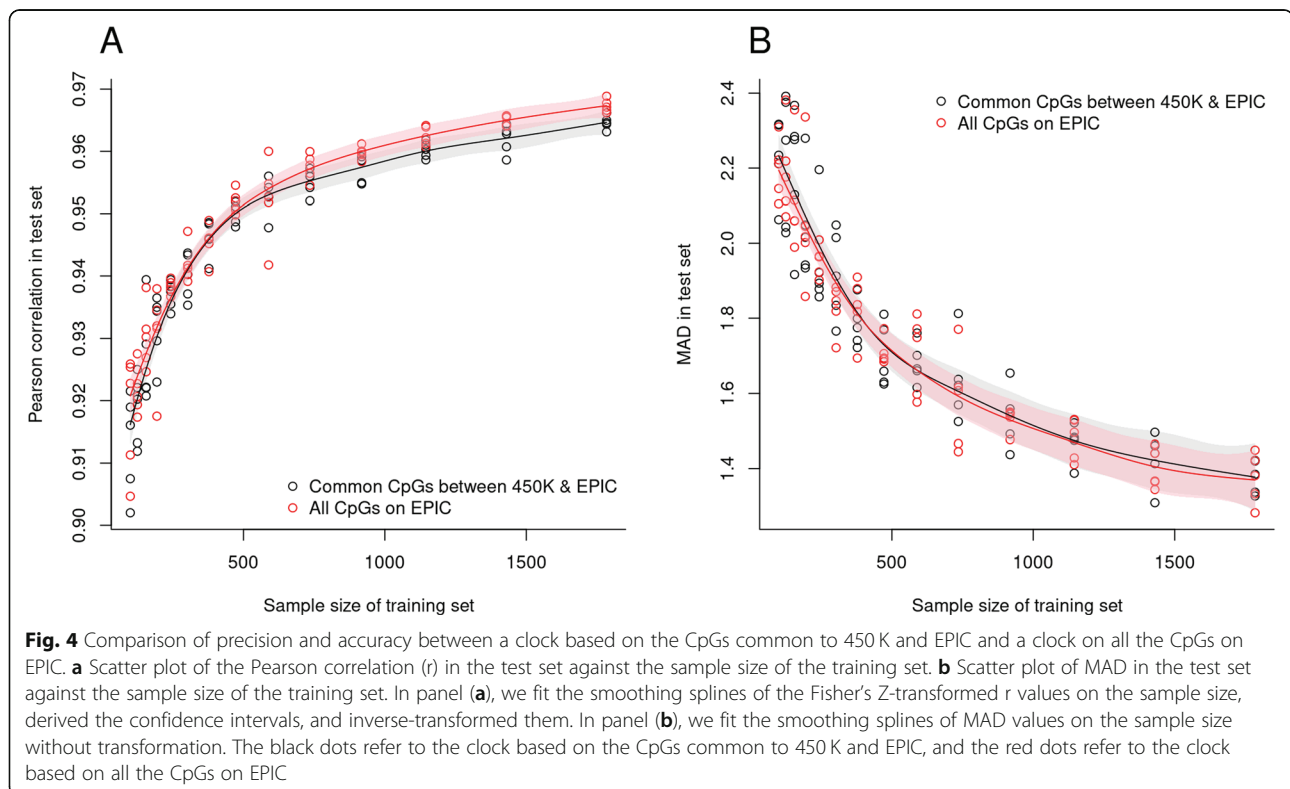 A
Pearson correlation in test set
0.97
0.96
0.95
0.94
0.93
0.92
0.91
0.90
Common CpGs between 450K & EPIC
All CpGs on EPIC
500
1000
1500
Sample size of training set
B
MAD in test set
2.4
2.2
2.0
1.8
1.6
1.4
Common CpGs between 450K & EPIC
All CpGs on EPIC
500
1000
1500
Sample size of training set
Fig. 4 Comparison of precision and accuracy between a clock based on the CpGs common to 450 K and EPIC and a clock on all the CpGs on
EPIC. a Scatter plot of the Pearson correlation (r) in the test set against the sample size of the training set. b Scatter plot of MAD in the test set
against the sample size of the training set. In panel (a), we fit the smoothing splines of the Fisher's Z-transformed r values on the sample size,
derived the confidence intervals, and inverse-transformed them. In panel (b), we fit the smoothing splines of MAD values on the sample size
without transformation. The black dots refer to the clock based on the CpGs common to 450 K and EPIC, and the red dots refer to the clock
based on all the CpGs on EPIC